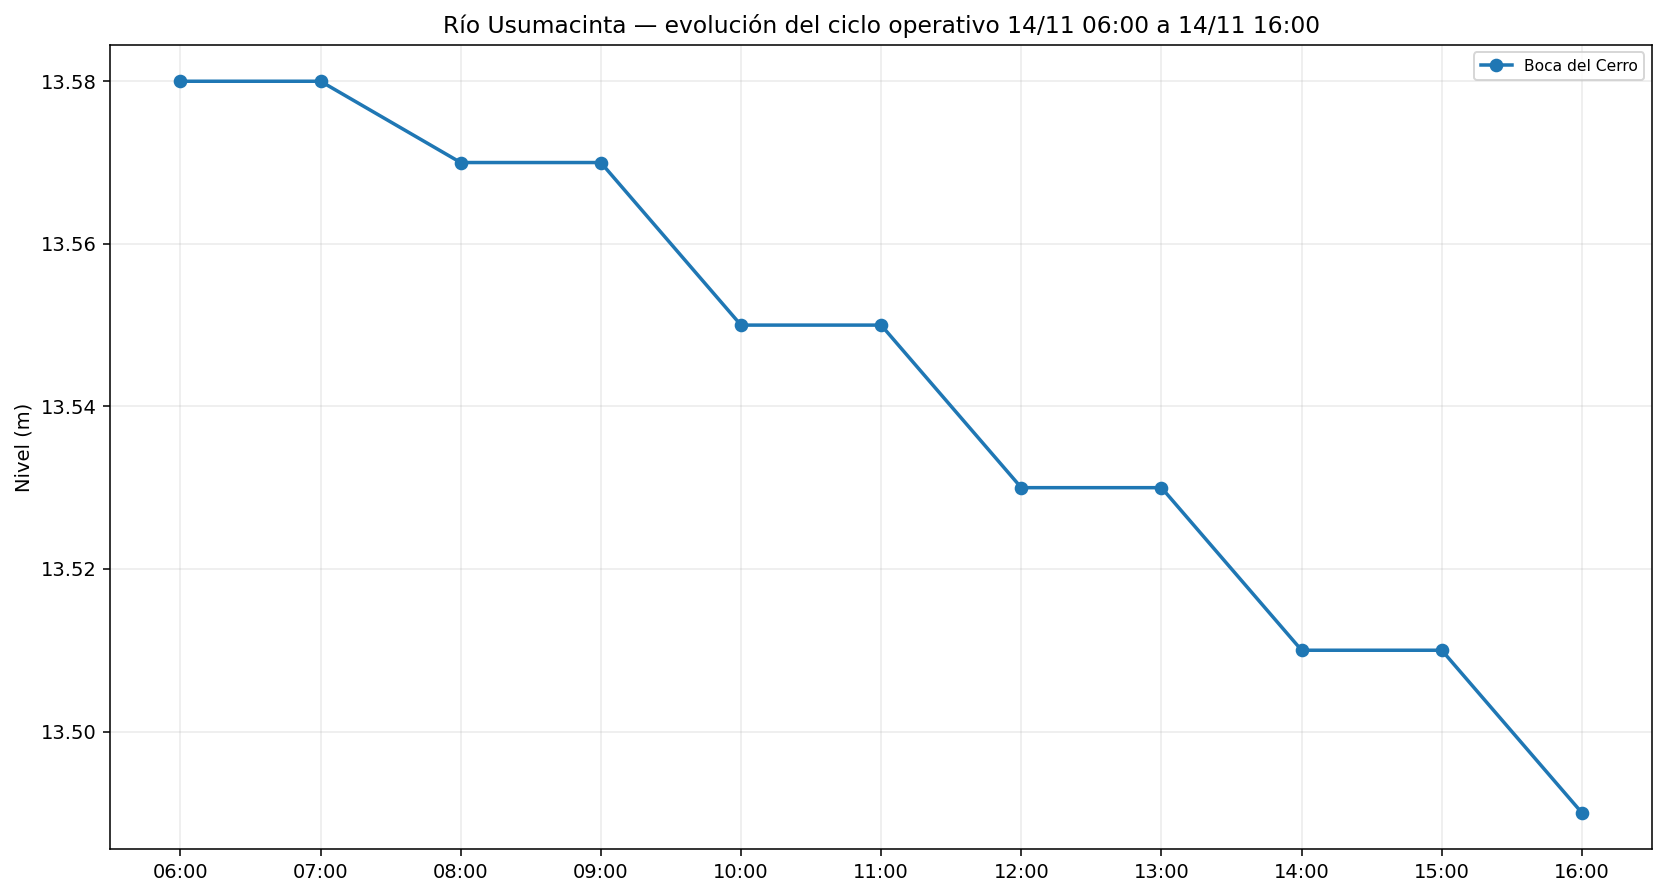 Río Usumacinta — evolución del ciclo operativo 14/11 06:00 a 14/11 16:00
Boca del Cerro
Nivel (m)
13.58
13.56
13.54
13.52
13.50
06:00 07:00 08:00 09:00 10:00 11:00 12:00 13:00 14:00 15:00 16:00